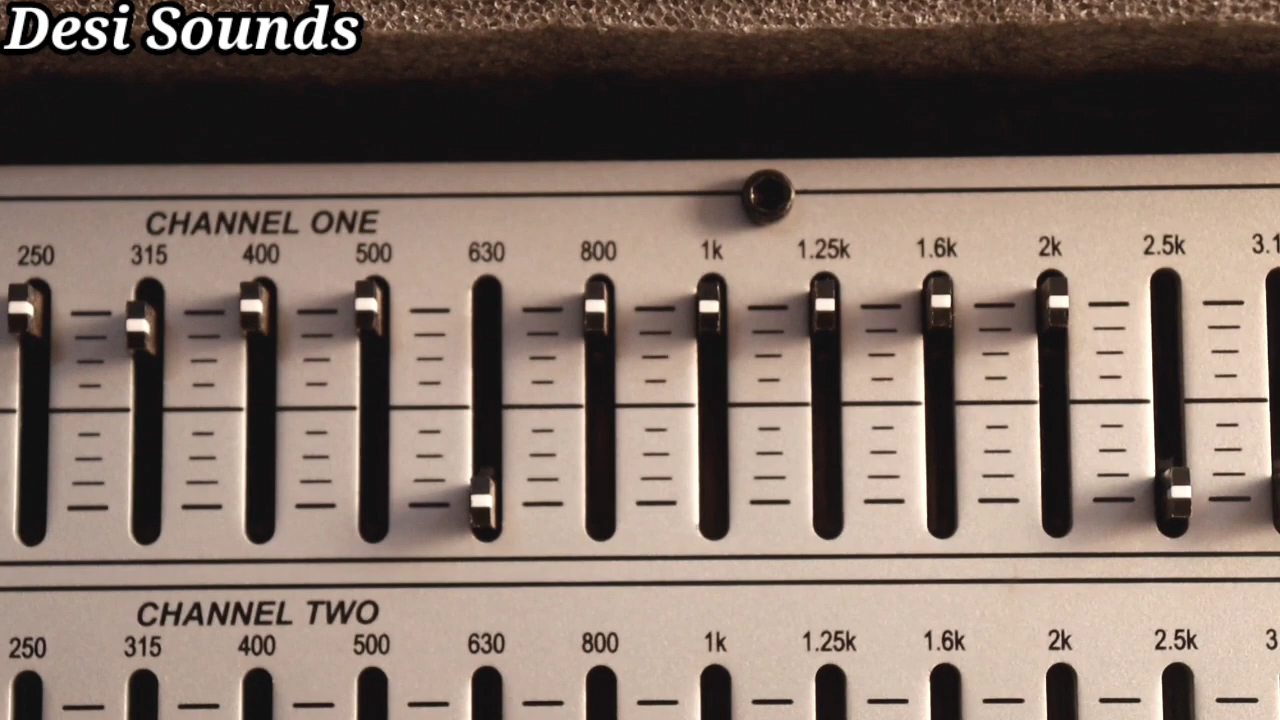 Desi Sounds
CHANNEL ONE
250 315 400 500 630 800 1k 1.25k 1.6k 2k 2.5k
CHANNEL TWO
250 315 400 500 630 800 1k 1.25k 1.6k 2k 2.5k